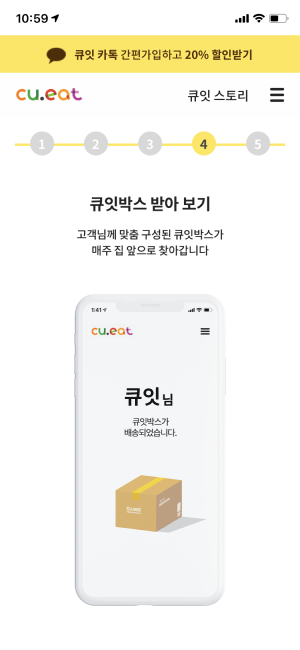 10:59
큐잇 카톡 간편가입하고 20% 할인받기
cu.eat
큐잇 스토리
1 2 3 4 5
큐잇박스 받아 보기
고객님께 맞춤 구성된 큐잇박스가
매주 집 앞으로 찾아갑니다
1:41
cu.eat
큐잇님
큐잇박스가
배송되었습니다.